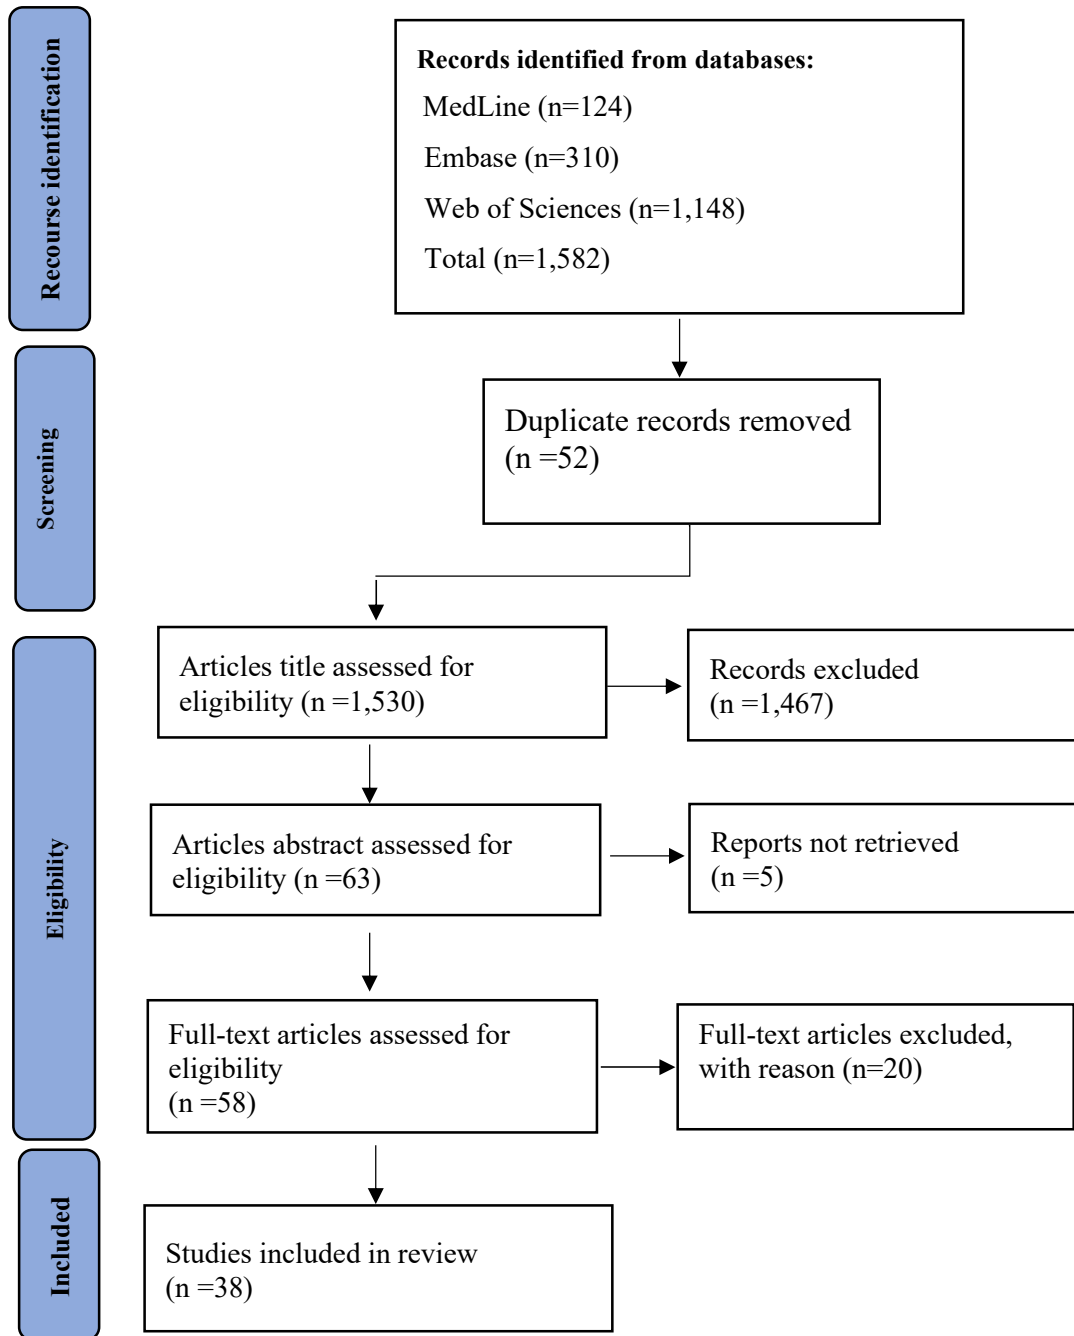 Recourse identification
Records identified from databases:
MedLine (n=124)
Embase (n=310)
Web of Sciences (n=1,148)
Total (n=1,582)
Screening
Duplicate records removed
(n =52)
Eligibility
Articles title assessed for
eligibility (n =1,530)
Records excluded
(n =1,467)
Articles abstract assessed for
eligibility (n =63)
Reports not retrieved
(n =5)
Full-text articles assessed for
eligibility
(n =58)
Full-text articles excluded,
with reason (n=20)
Included
Studies included in review
(n =38)